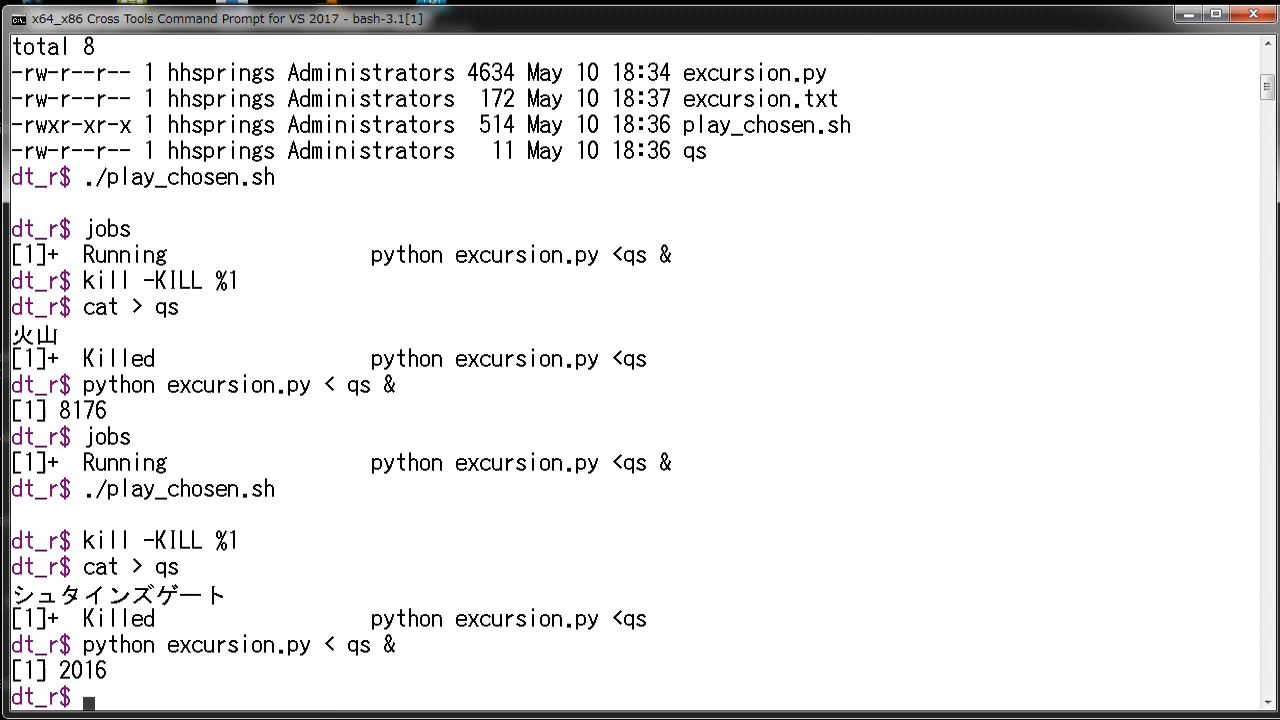 x64_x86 Cross Tools Command Prompt for VS 2017 - bash-3.1[1]
total 8
-rw-r--r-- 1 hhsprings Administrators 4634 May 10 18:34 excursion.py
-rw-r--r-- 1 hhsprings Administrators  172 May 10 18:37 excursion.txt
-rwxr-xr-x 1 hhsprings Administrators  514 May 10 18:36 play_chosen.sh
-rw-r--r-- 1 hhsprings Administrators   11 May 10 18:36 qs
dt_r$ ./play_chosen.sh
dt_r$ jobs
[1]+  Running                 python excursion.py <qs &
dt_r$ kill -KILL %1
dt_r$ cat > qs
火山
[1]+  Killed                  python excursion.py <qs
dt_r$ python excursion.py < qs &
[1] 8176
dt_r$ jobs
[1]+  Running                 python excursion.py <qs &
dt_r$ ./play_chosen.sh
dt_r$ kill -KILL %1
dt_r$ cat > qs
シュタインズゲート
[1]+  Killed                  python excursion.py <qs
dt_r$ python excursion.py < qs &
[1] 2016
dt_r$